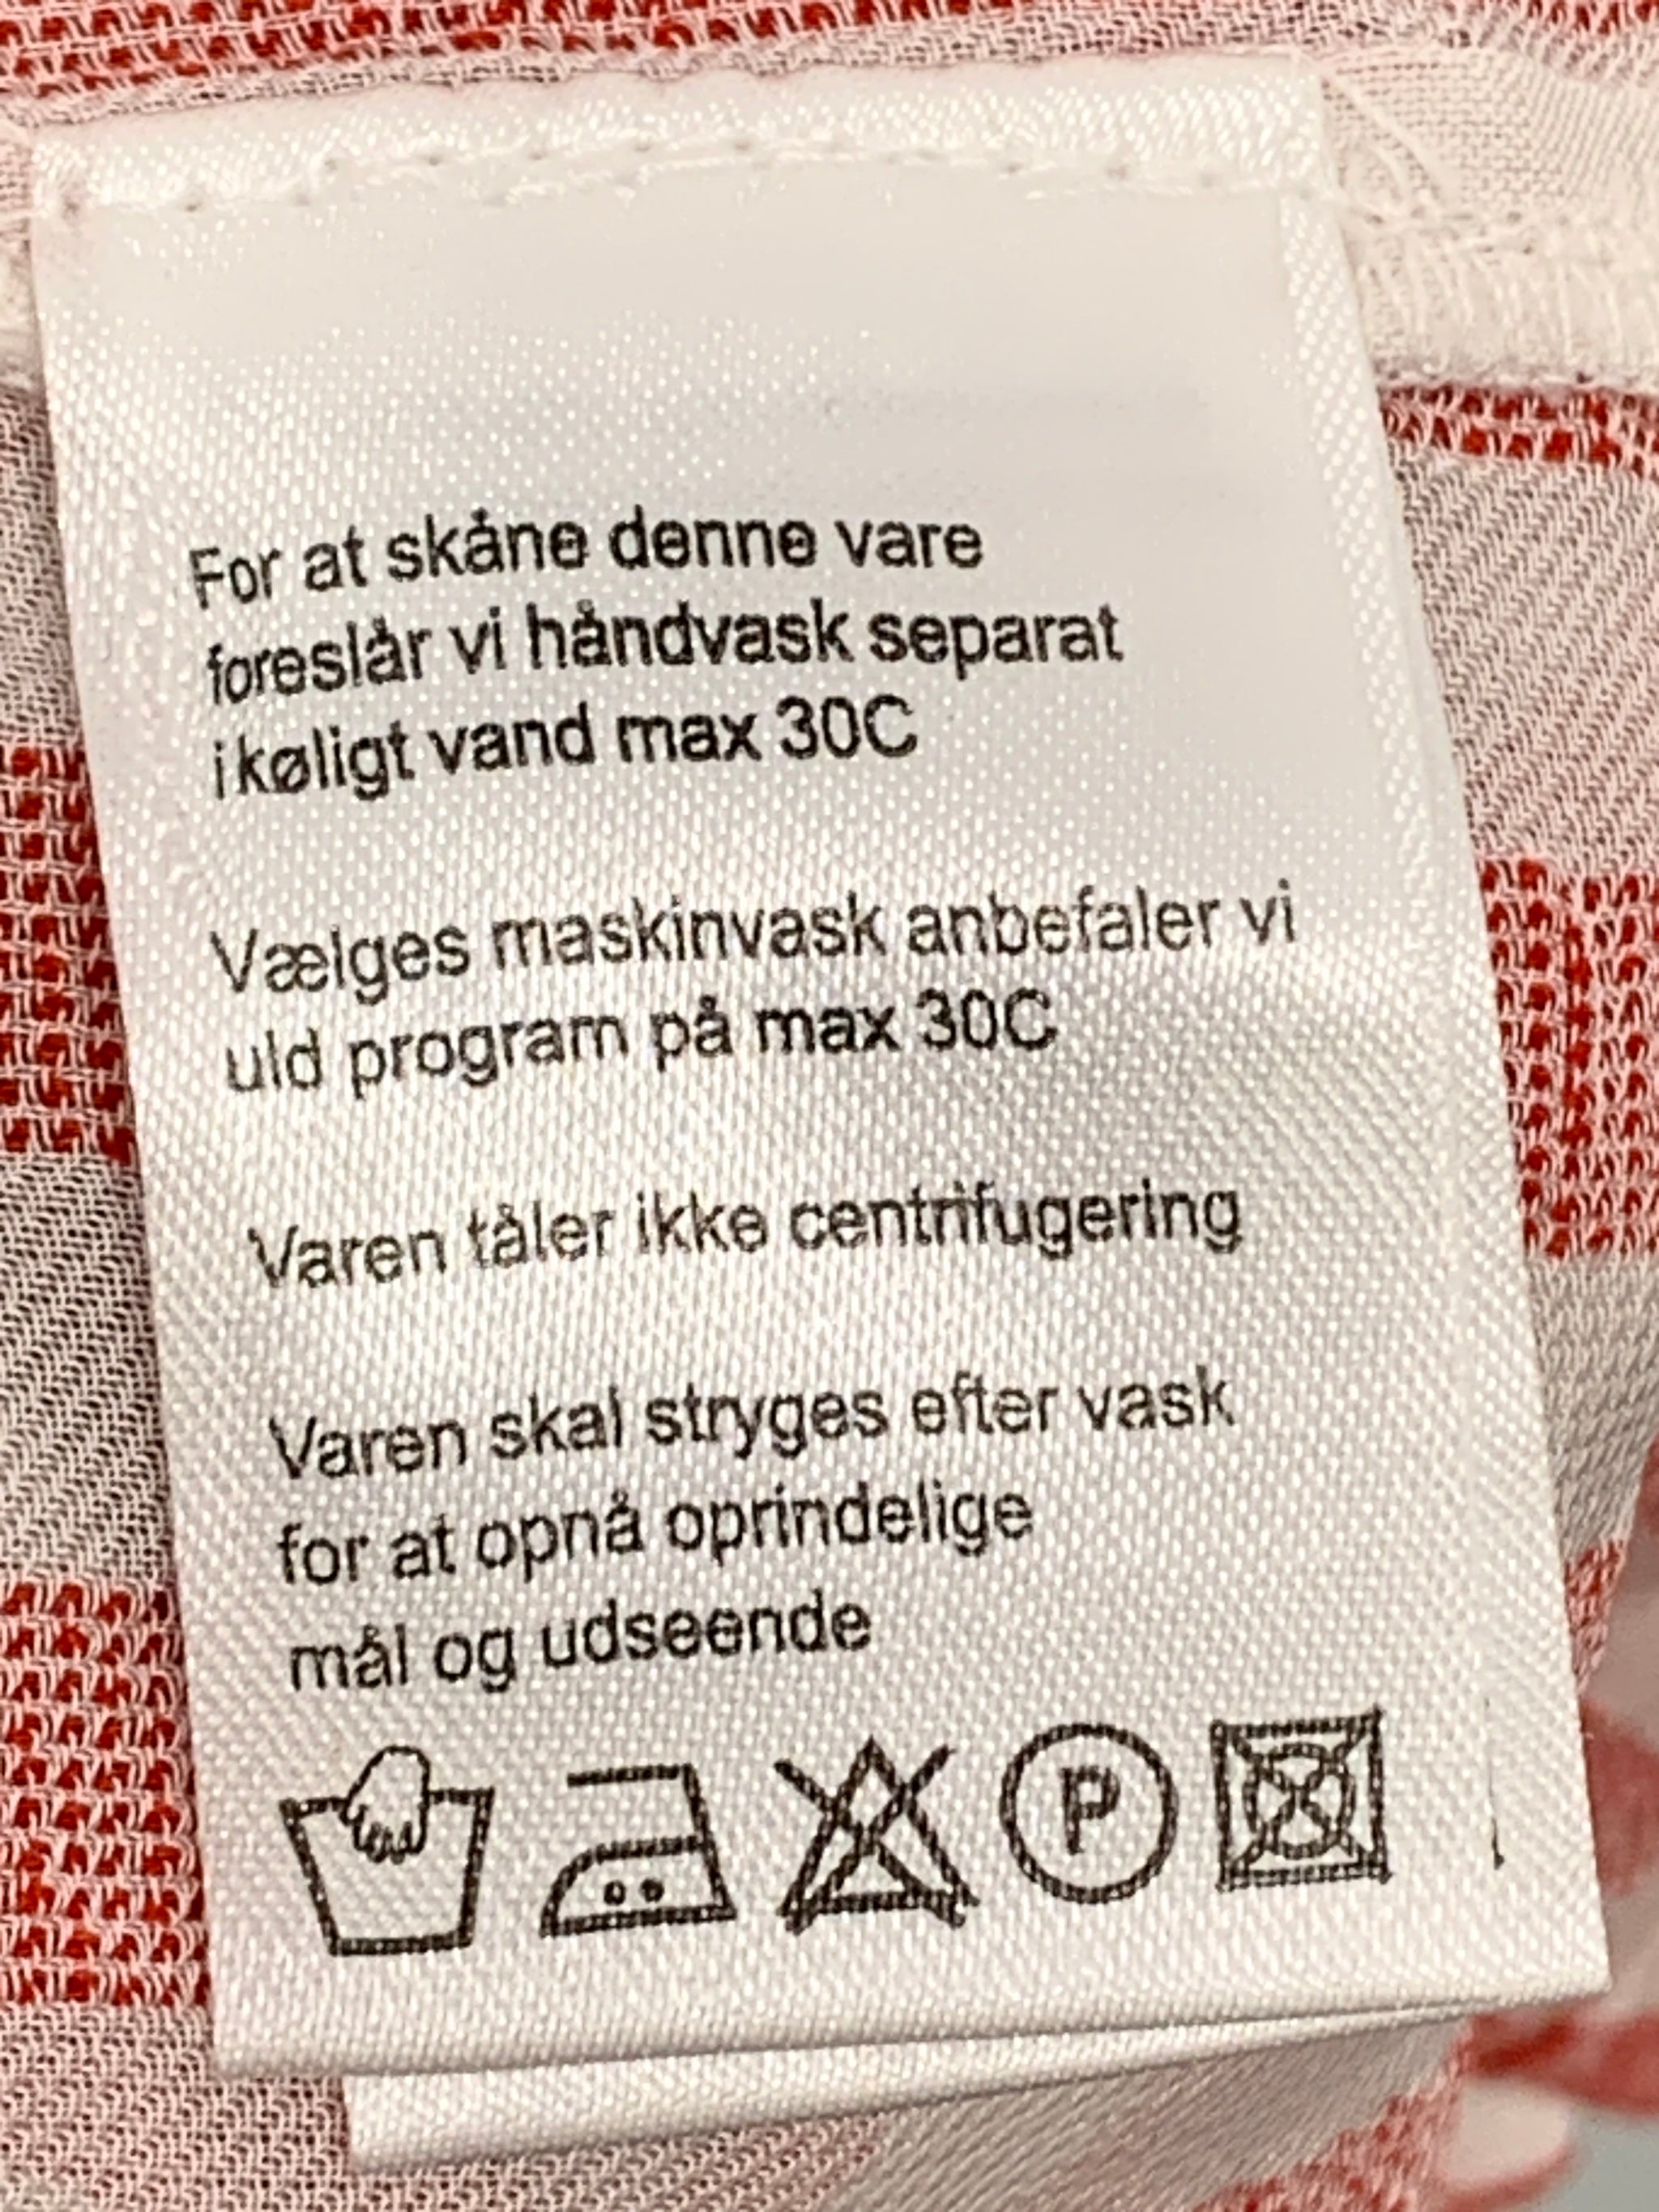 For at skåne denne vare
foreslår vi håndvask separat
i køligt vand max 30C
Vælges maskinvask anbefaler vi
uld program på max 30C
Varen tåler ikke centrifugering
Varen skal stryges efter vask
for at opnå oprindelige
mål og udseende
P